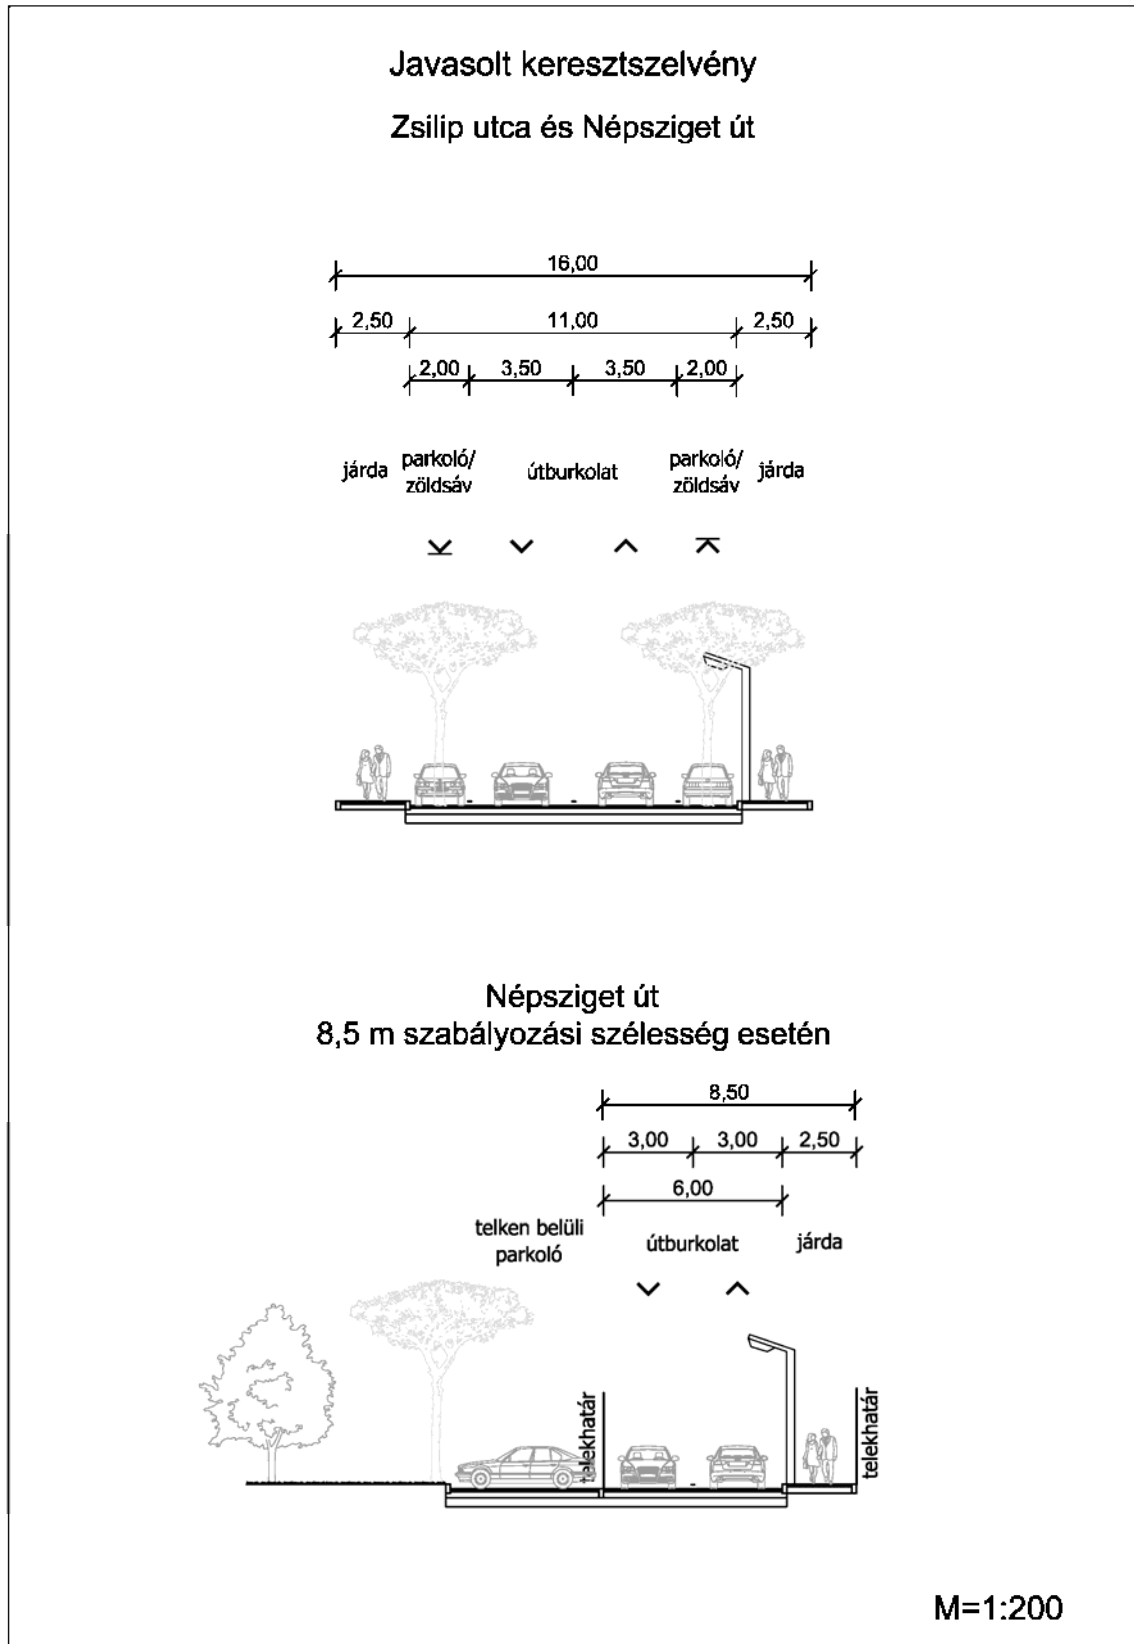 Javasolt keresztszelvény
Zsilip utca és Népsziget út
16,00
2,50 11,00 2,50
2,00 3,50 3,50 2,00
járda parkoló/ zöldsáv útburkolat parkoló/ zöldsáv járda
Népsziget út
8,5 m szabályozási szélesség esetén
8,50
3,00 3,00 2,50
6,00
telken belüli
parkoló
útburkolat járda
telekhatár
telekhatár
M=1:200